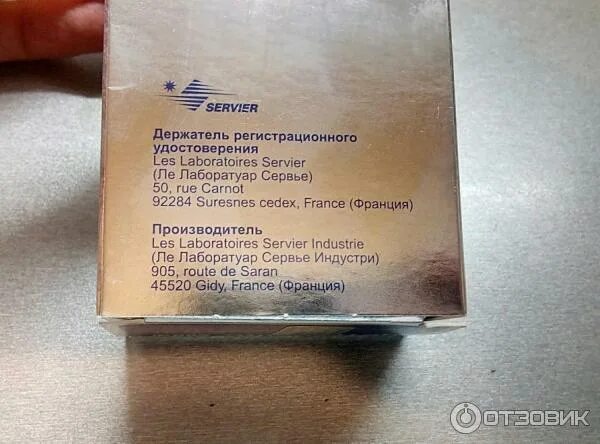 SERVIER
Держатель регистрационного
удостоверения
Les Laboratoires Servier
(Ле Лаборатуар Сервье)
50, rue Carnot
92284 Suresnes cedex, France (Франция)
Производитель
Les Laboratoires Servier Industrie
(Ле Лаборатуар Сервье Индустри)
905, route de Saran
45520 Gidy, France (Франция)
ОТЗОВИК